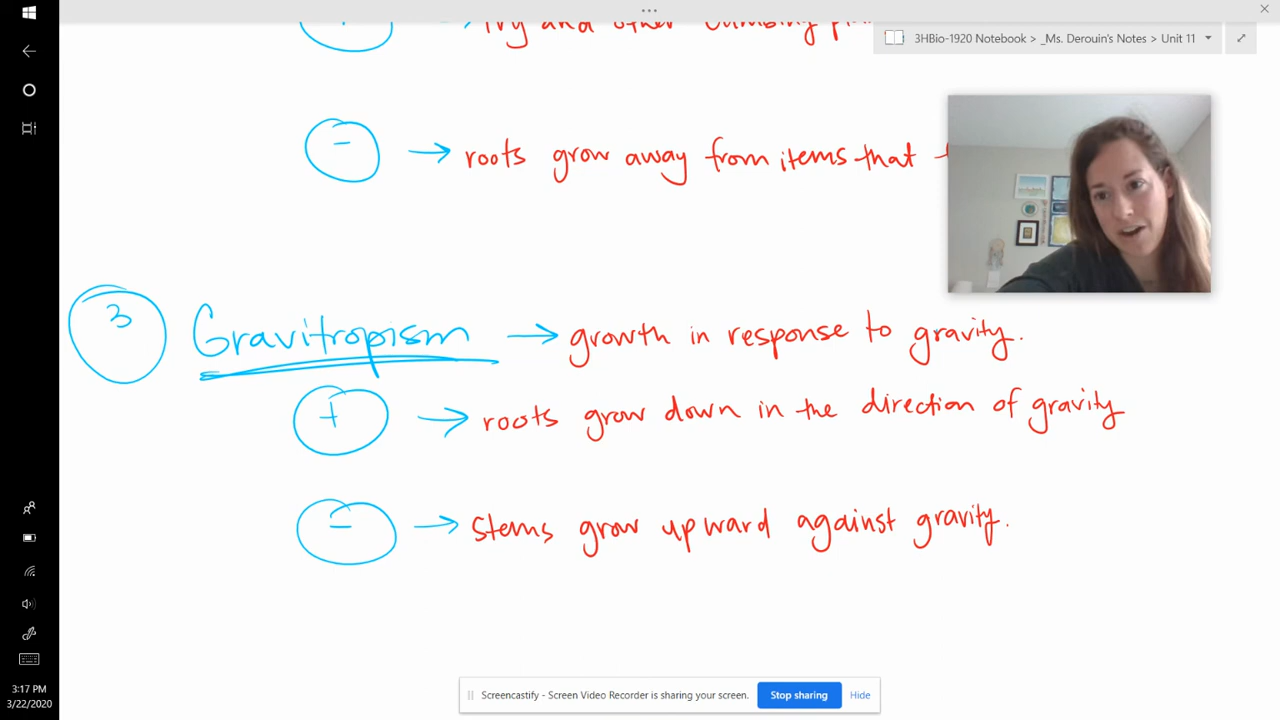 Ivy and other climbing
3HBio-1920 Notebook > _Ms. Derouin's Notes > Unit 11
- → roots grow away from items that
3 Gravitropism → growth in response to gravity.
+ → roots grow down in the direction of gravity
- → stems grow upward against gravity.
Screencastify - Screen Video Recorder is sharing your screen. Stop sharing Hide
3:17 PM
3/22/2020